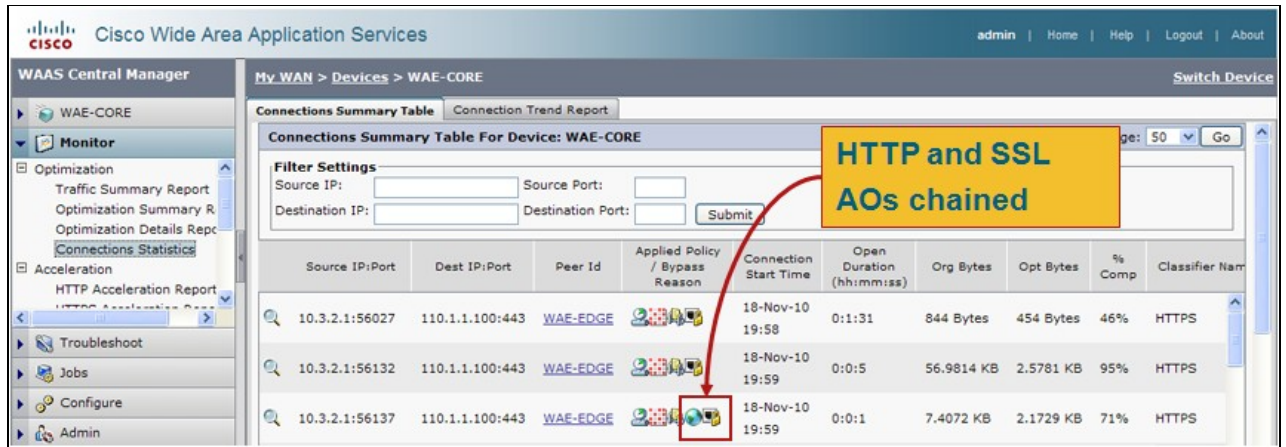 CISCO
Cisco Wide Area Application Services
admin | Home | Help | Logout | About
WAAS Central Manager
My WAN > Devices > WAE-CORE
Switch Device
WAE-CORE
Monitor
Optimization
Traffic Summary Report
Optimization Summary R
Optimization Details Repc
Connections Statistics
Acceleration
HTTP Acceleration Report
Troubleshoot
Jobs
Configure
Admin
Connections Summary Table
Connection Trend Report
Connections Summary Table For Device: WAE-CORE
ge: 50 Go
Filter Settings
Source IP:
Source Port:
Destination IP:
Destination Port:
Submit
HTTP and SSL
AOs chained
Source IP:Port
Dest IP:Port
Peer Id
Applied Policy
/ Bypass
Reason
Connection
Start Time
Open
Duration
(hh:mm:ss)
Org Bytes
Opt Bytes
%
Comp
Classifier Nam
10.3.2.1:56027 110.1.1.100:443 WAE-EDGE 18-Nov-10 19:58 0:1:31 844 Bytes 454 Bytes 46% HTTPS
10.3.2.1:56132 110.1.1.100:443 WAE-EDGE 18-Nov-10 19:59 0:0:5 56.9814 KB 2.5781 KB 95% HTTPS
10.3.2.1:56137 110.1.1.100:443 WAE-EDGE 18-Nov-10 19:59 0:0:1 7.4072 KB 2.1729 KB 71% HTTPS